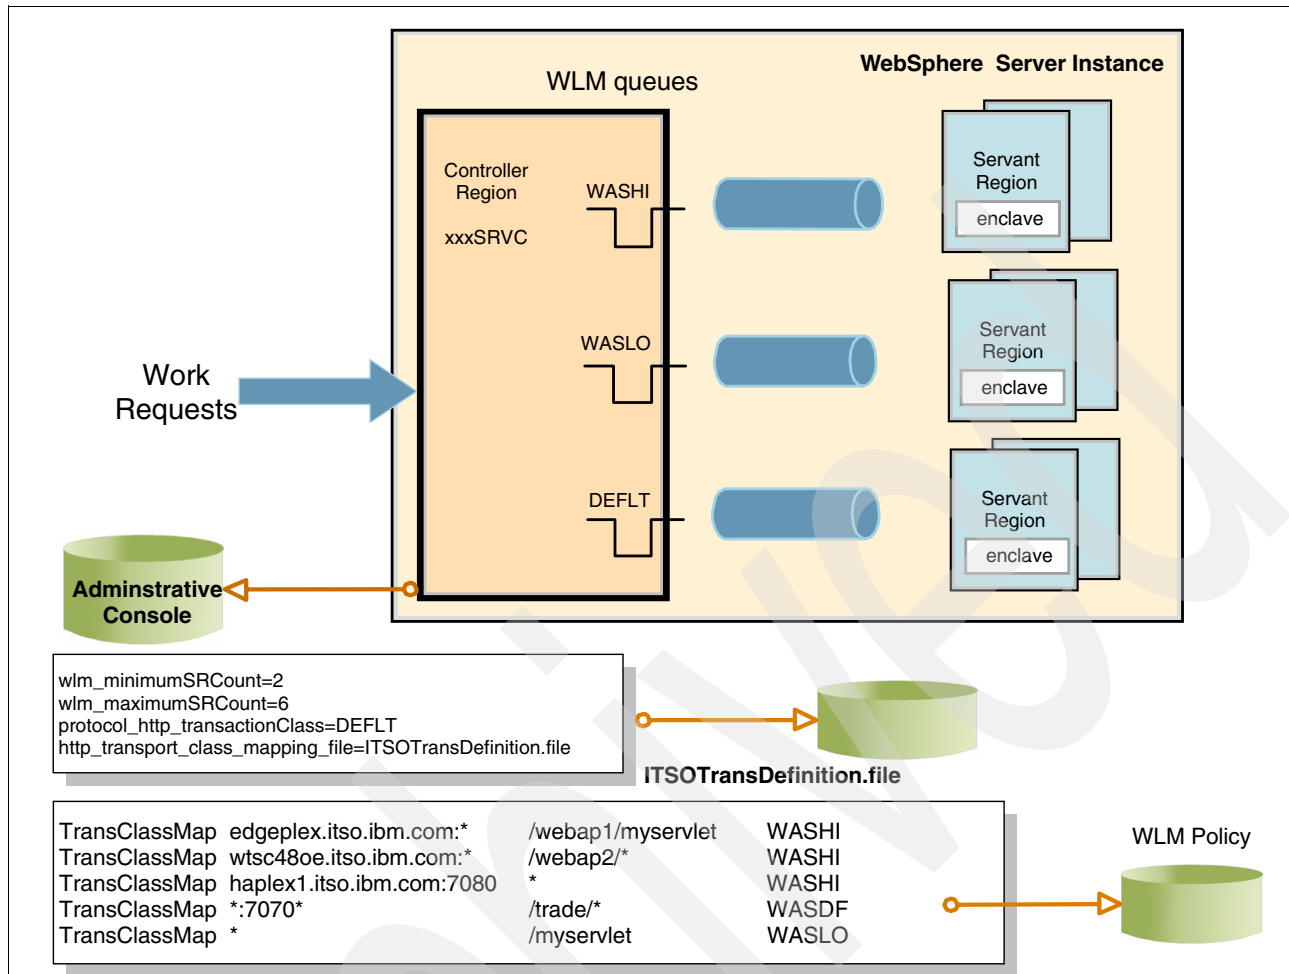 WebSphere Server Instance
WLM queues
Controller
Region
xxxSRVC
WASHI
WASLO
DEFLT
Servant
Region
enclave
Servant
Region
enclave
Servant
Region
enclave
Work
Requests
Adminstrative
Console
wlm_minimumSRCount=2
wlm_maximumSRCount=6
protocol_http_transactionClass=DEFLT
http_transport_class_mapping_file=ITSOTransDefinition.file
ITSOTransDefinition.file
TransClassMap edgeplex.itso.ibm.com:* /webap1/myservlet WASHI
TransClassMap wtsc48oe.itso.ibm.com:* /webap2/* WASHI
TransClassMap haplex1.itso.ibm.com:7080 * WASHI
TransClassMap *:7070* /trade/* WASDF
TransClassMap * /myservlet WASLO
WLM Policy